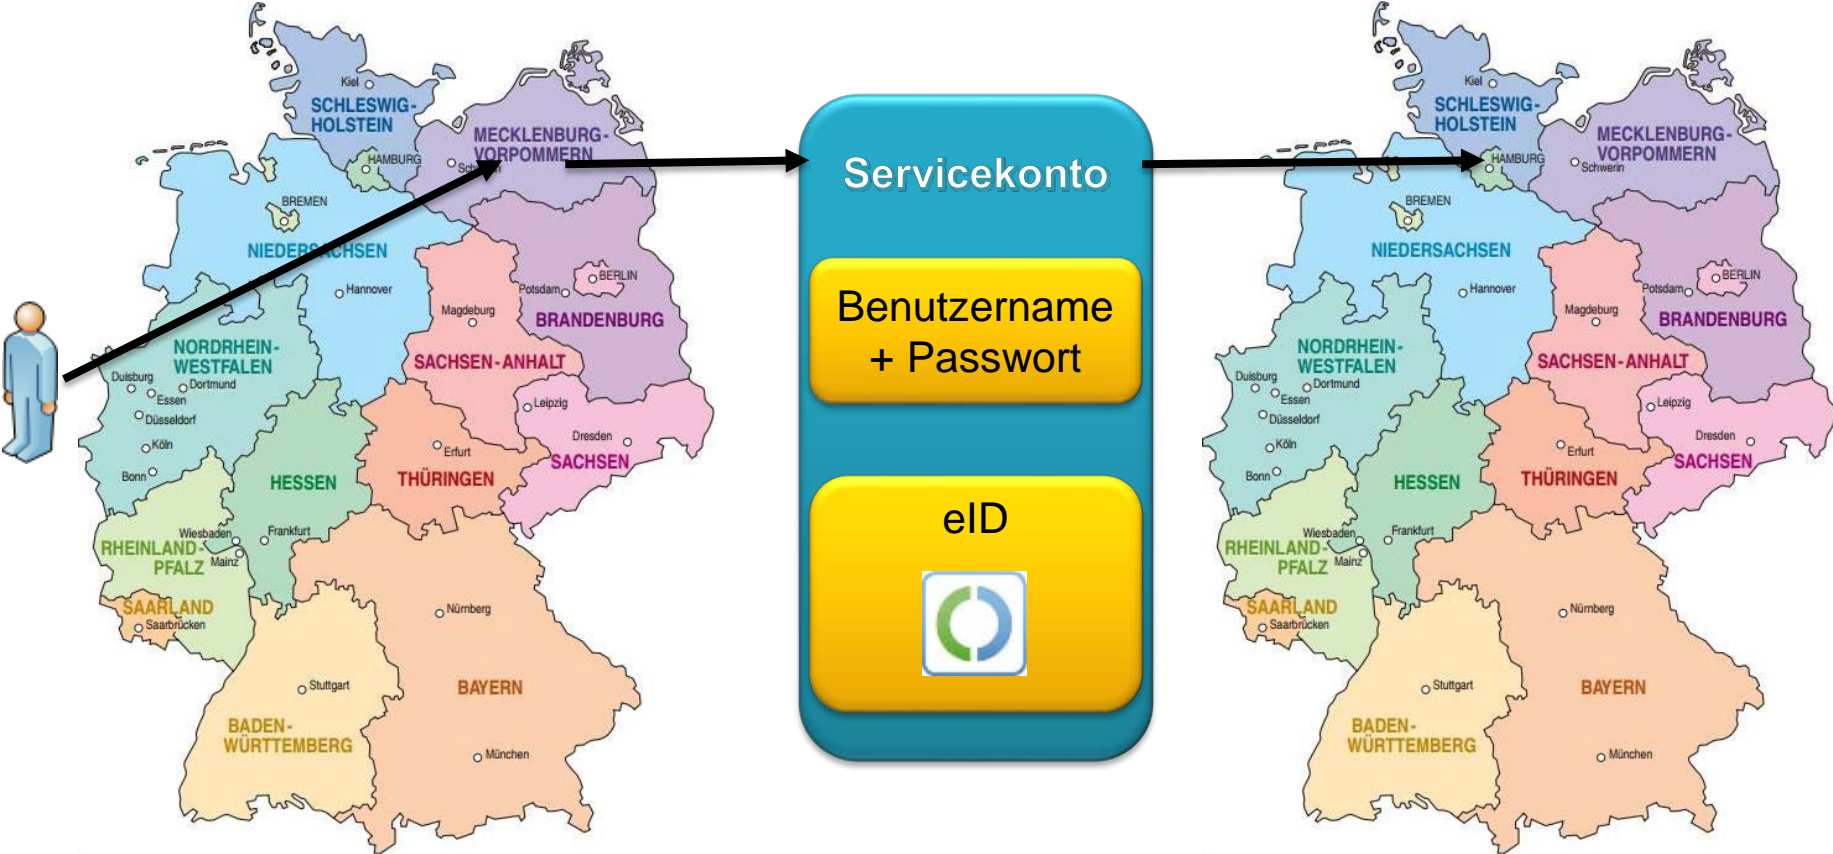 Kiel
SCHLESWIG-
HOLSTEIN
MECKLENBURG-
VORPOMMERN
HAMBURG
BREMEN
NIEDERSACHSEN
Hannover
BERLIN
Potsdam
BRANDENBURG
Magdeburg
SACHSEN-ANHALT
NORDRHEIN-
WESTFALEN
Duisburg
Dortmund
Essen
Düsseldorf
Köln
Bonn
Leipzig
Dresden
SACHSEN
Erfurt
THÜRINGEN
HESSEN
Wiesbaden
Frankfurt
RHEINLAND-
PFALZ
Mainz
SAARLAND
Saarbrücken
Nürnberg
Stuttgart
BAYERN
BADEN-
WÜRTTEMBERG
München
Servicekonto
Benutzername
+ Passwort
eID
Kiel
SCHLESWIG-
HOLSTEIN
MECKLENBURG-
VORPOMMERN
HAMBURG
Schwerin
BREMEN
NIEDERSACHSEN
Hannover
BERLIN
Potsdam
BRANDENBURG
Magdeburg
SACHSEN-ANHALT
NORDRHEIN-
WESTFALEN
Duisburg
Dortmund
Essen
Düsseldorf
Köln
Bonn
Leipzig
Dresden
SACHSEN
Erfurt
THÜRINGEN
HESSEN
Wiesbaden
Frankfurt
RHEINLAND-
PFALZ
Mainz
SAARLAND
Saarbrücken
Nürnberg
Stuttgart
BAYERN
BADEN-
WÜRTTEMBERG
München